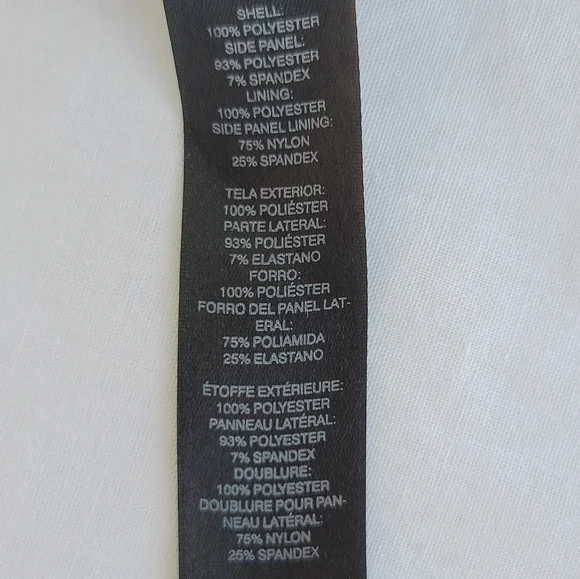 SHELL:
100% POLYESTER
SIDE PANEL:
93% POLYESTER
7% SPANDEX
LINING:
100% POLYESTER
SIDE PANEL LINING:
75% NYLON
25% SPANDEX
TELA EXTERIOR:
100% POLIÉSTER
PARTE LATERAL:
93% POLIÉSTER
7% ELASTANO
FORRO:
100% POLIÉSTER
FORRO DEL PANEL LAT-
ERAL:
75% POLIAMIDA
25% ELASTANO
ÉTOFFE EXTÉRIEURE:
100% POLYESTER
PANNEAU LATÉRAL:
93% POLYESTER
7% SPANDEX
DOUBLURE:
100% POLYESTER
DOUBLURE POUR PAN-
NEAU LATÉRAL:
75% NYLON
25% SPANDEX